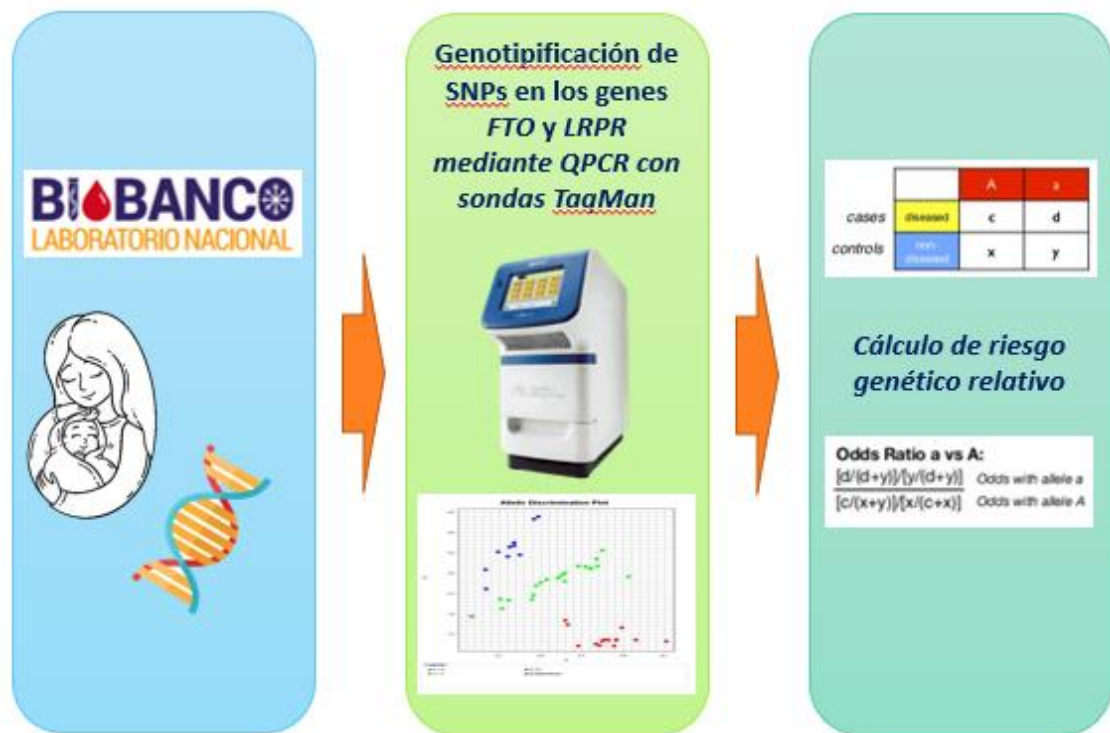 BIOBANCO
LABORATORIO NACIONAL
Genotipificación de
SNPs en los genes
FTO y LRPR
mediante QPCR con
sondas TaqMan
Allelic Discrimination Plot
A a
cases diseased c d
controls non-diseased x y
Cálculo de riesgo
genético relativo
Odds Ratio a vs A:
[d/(d+y)]/[y/(d+y)] Odds with allele a
[c/(x+y)]/[x/(c+x)] Odds with allele A